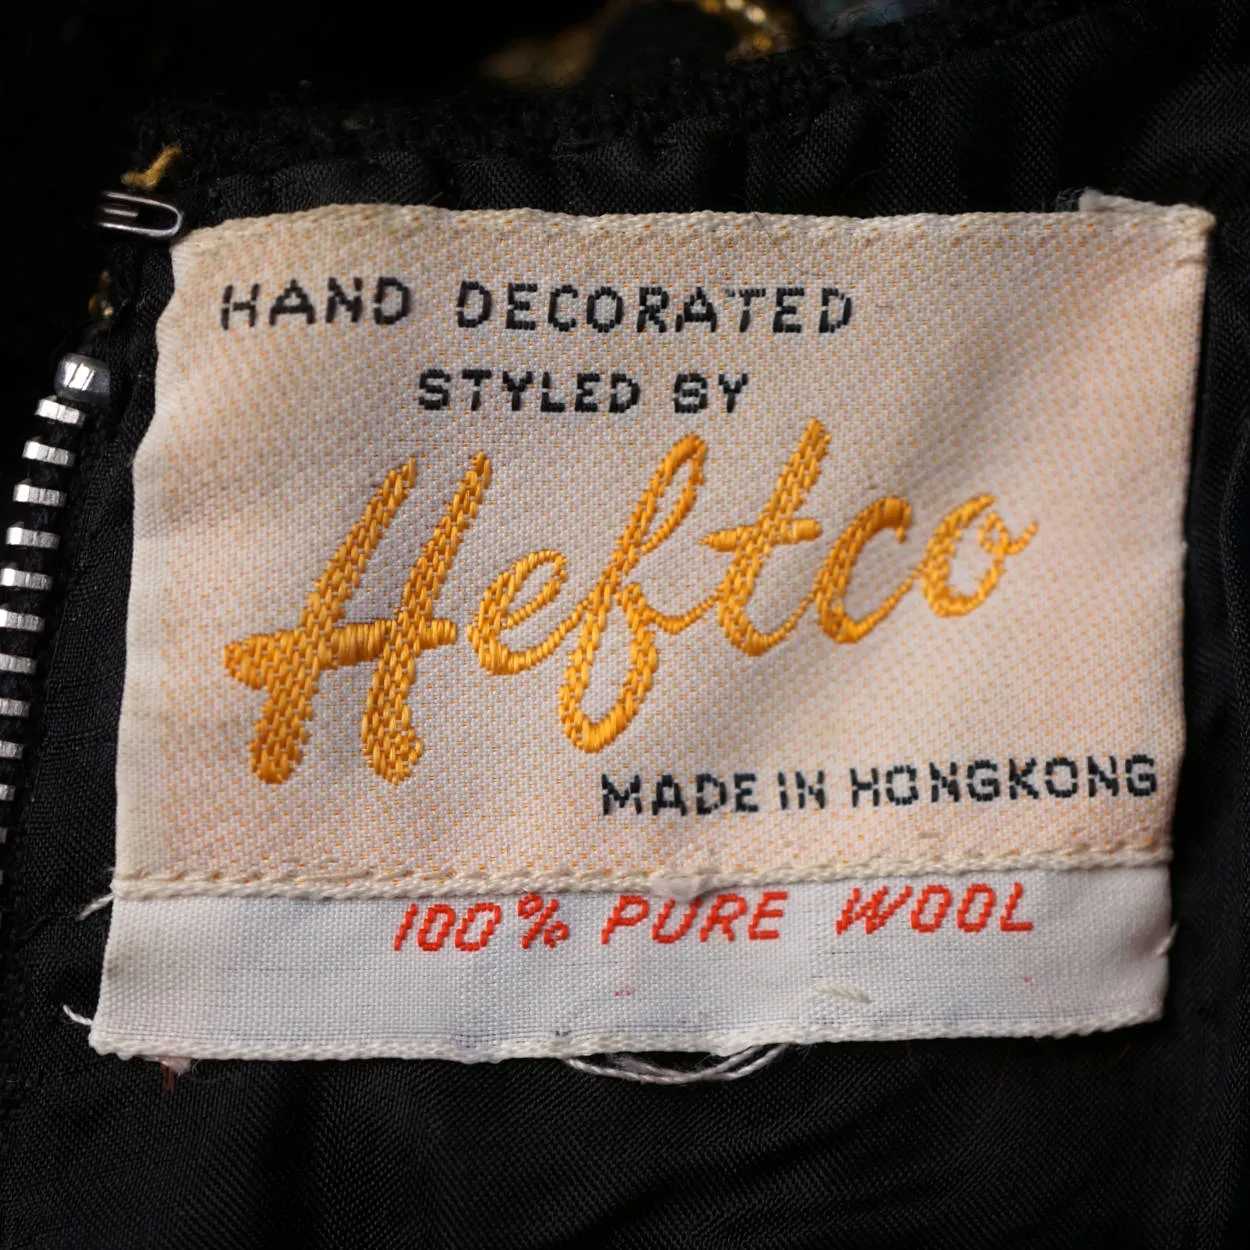 HAND DECORATED
STYLED BY
Heftco
MADE IN HONGKONG
100% PURE WOOL